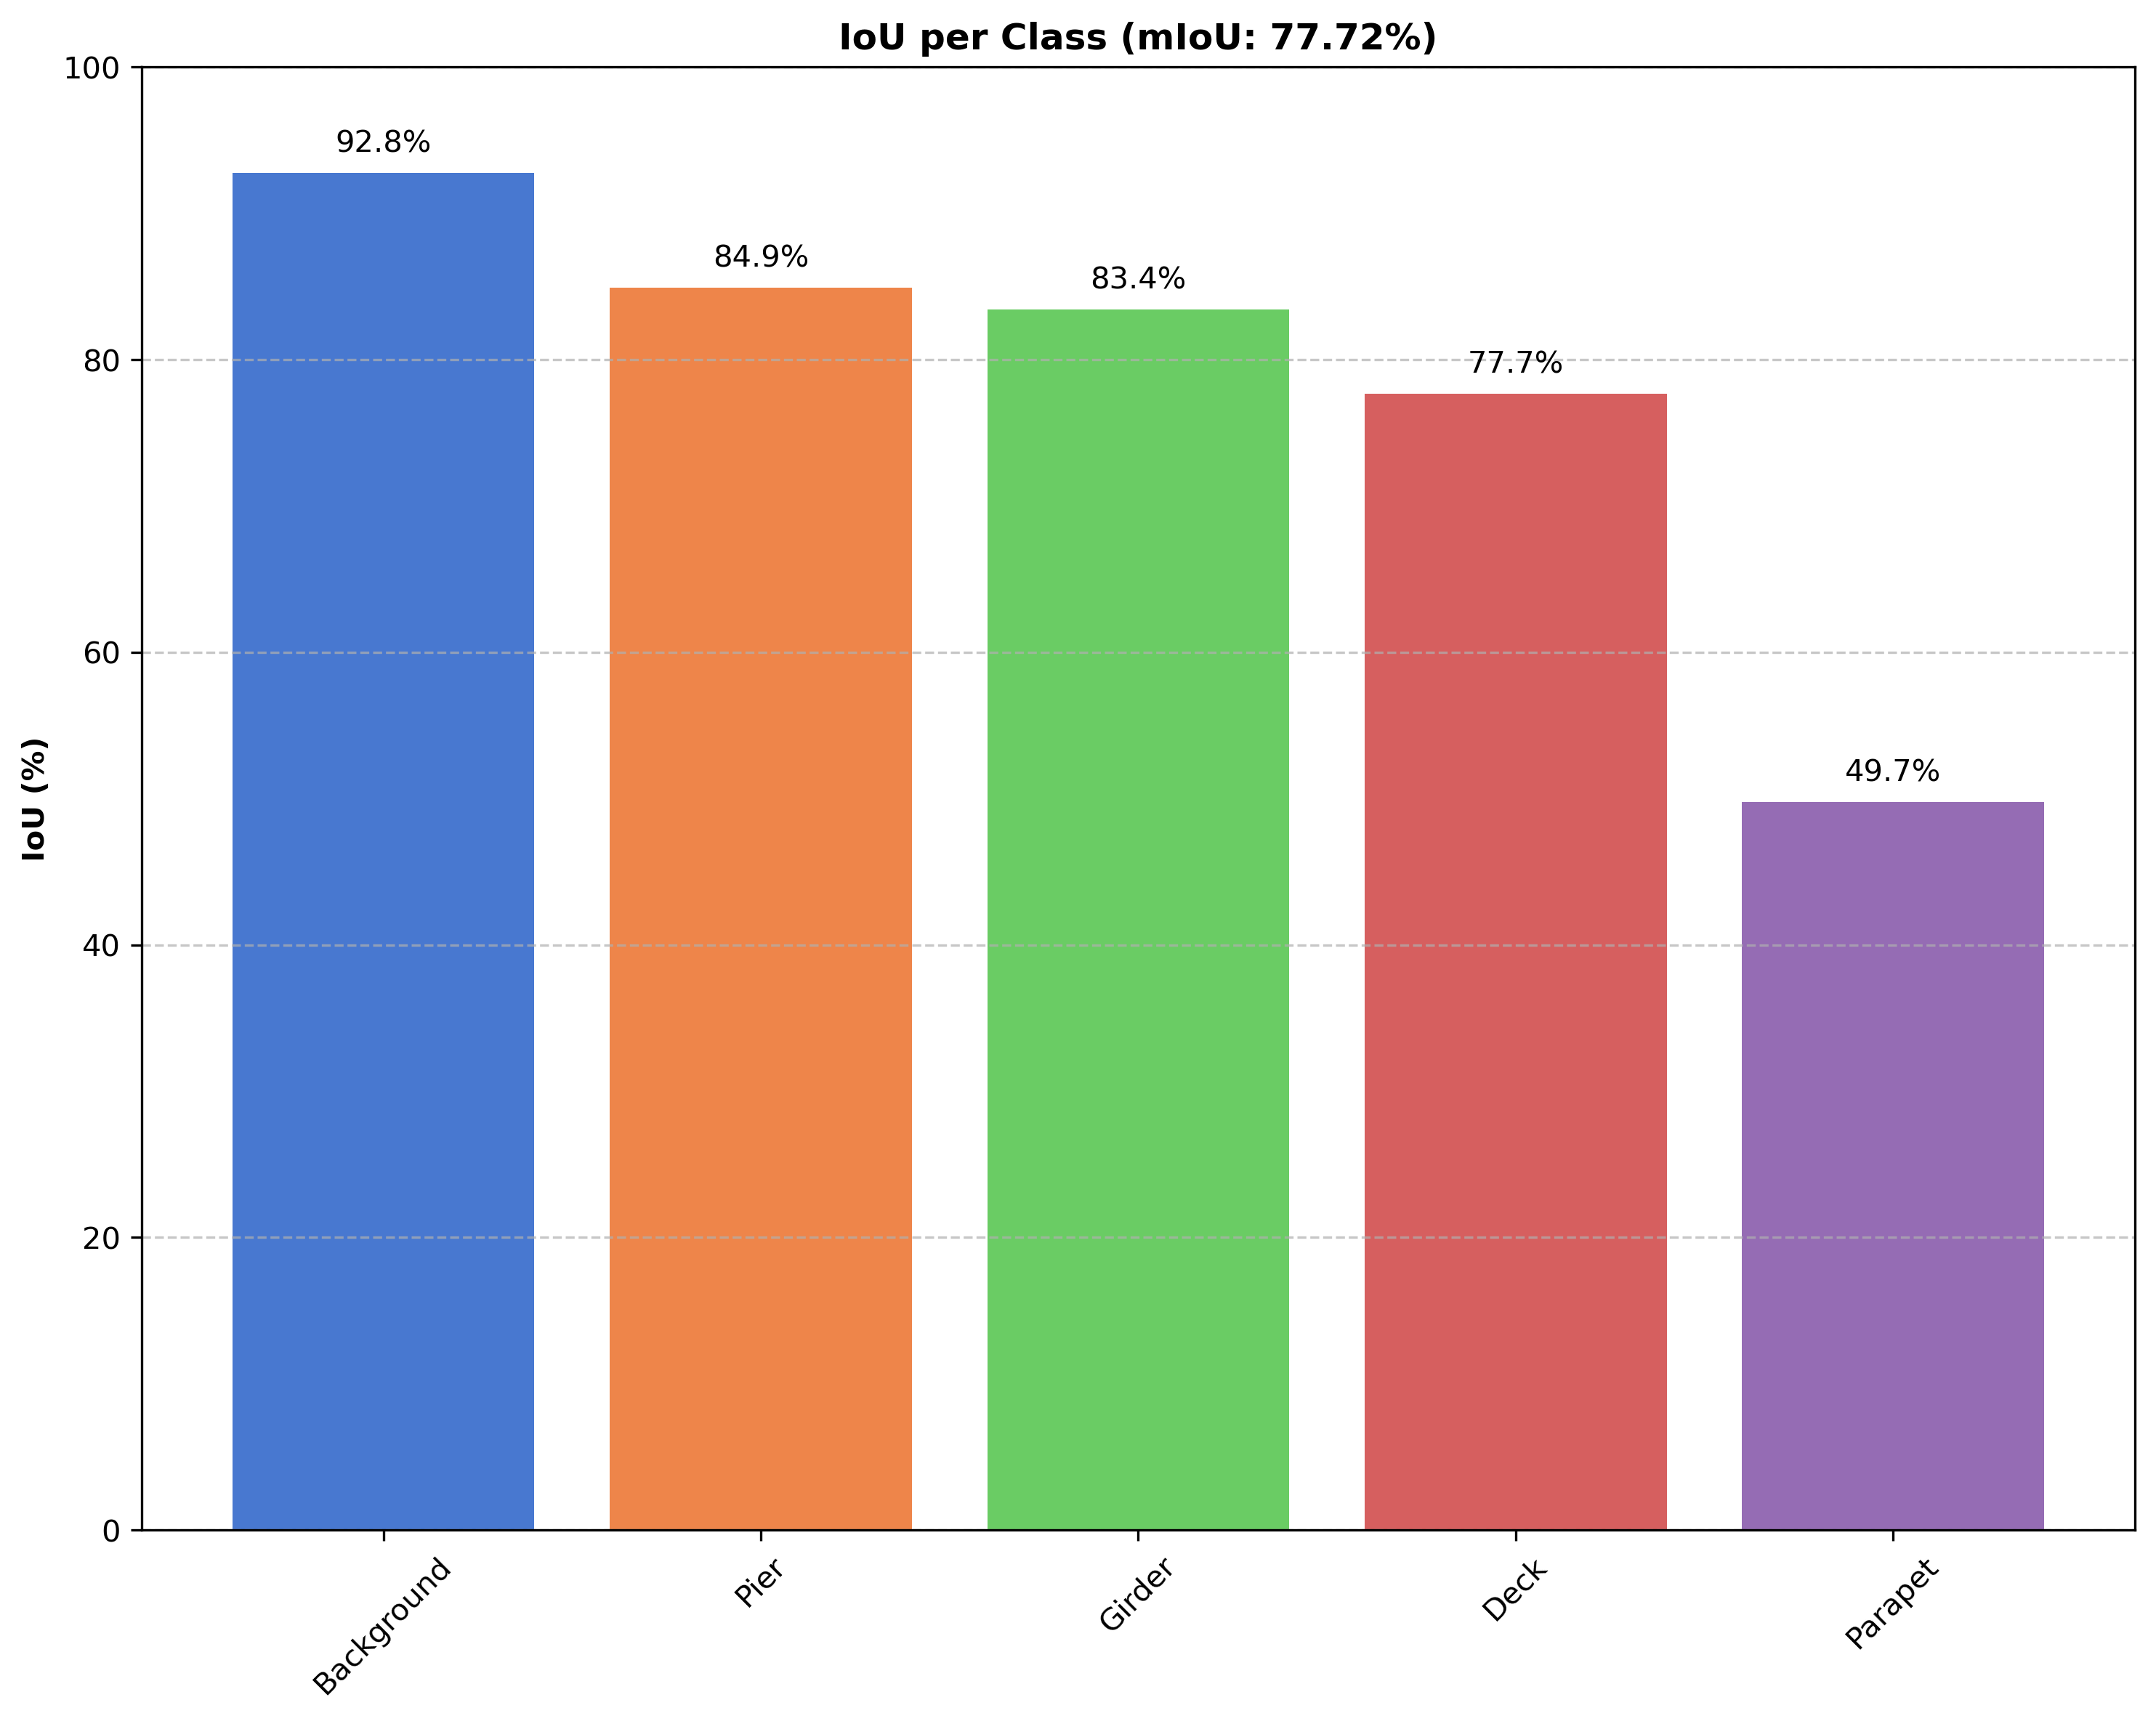 IoU per Class (mIoU: 77.72%)
100
92.8%
84.9%
83.4%
80
77.7%
60
IoU (%)
49.7%
40
20
0
Background
Pier
Girder
Deck
Parapet